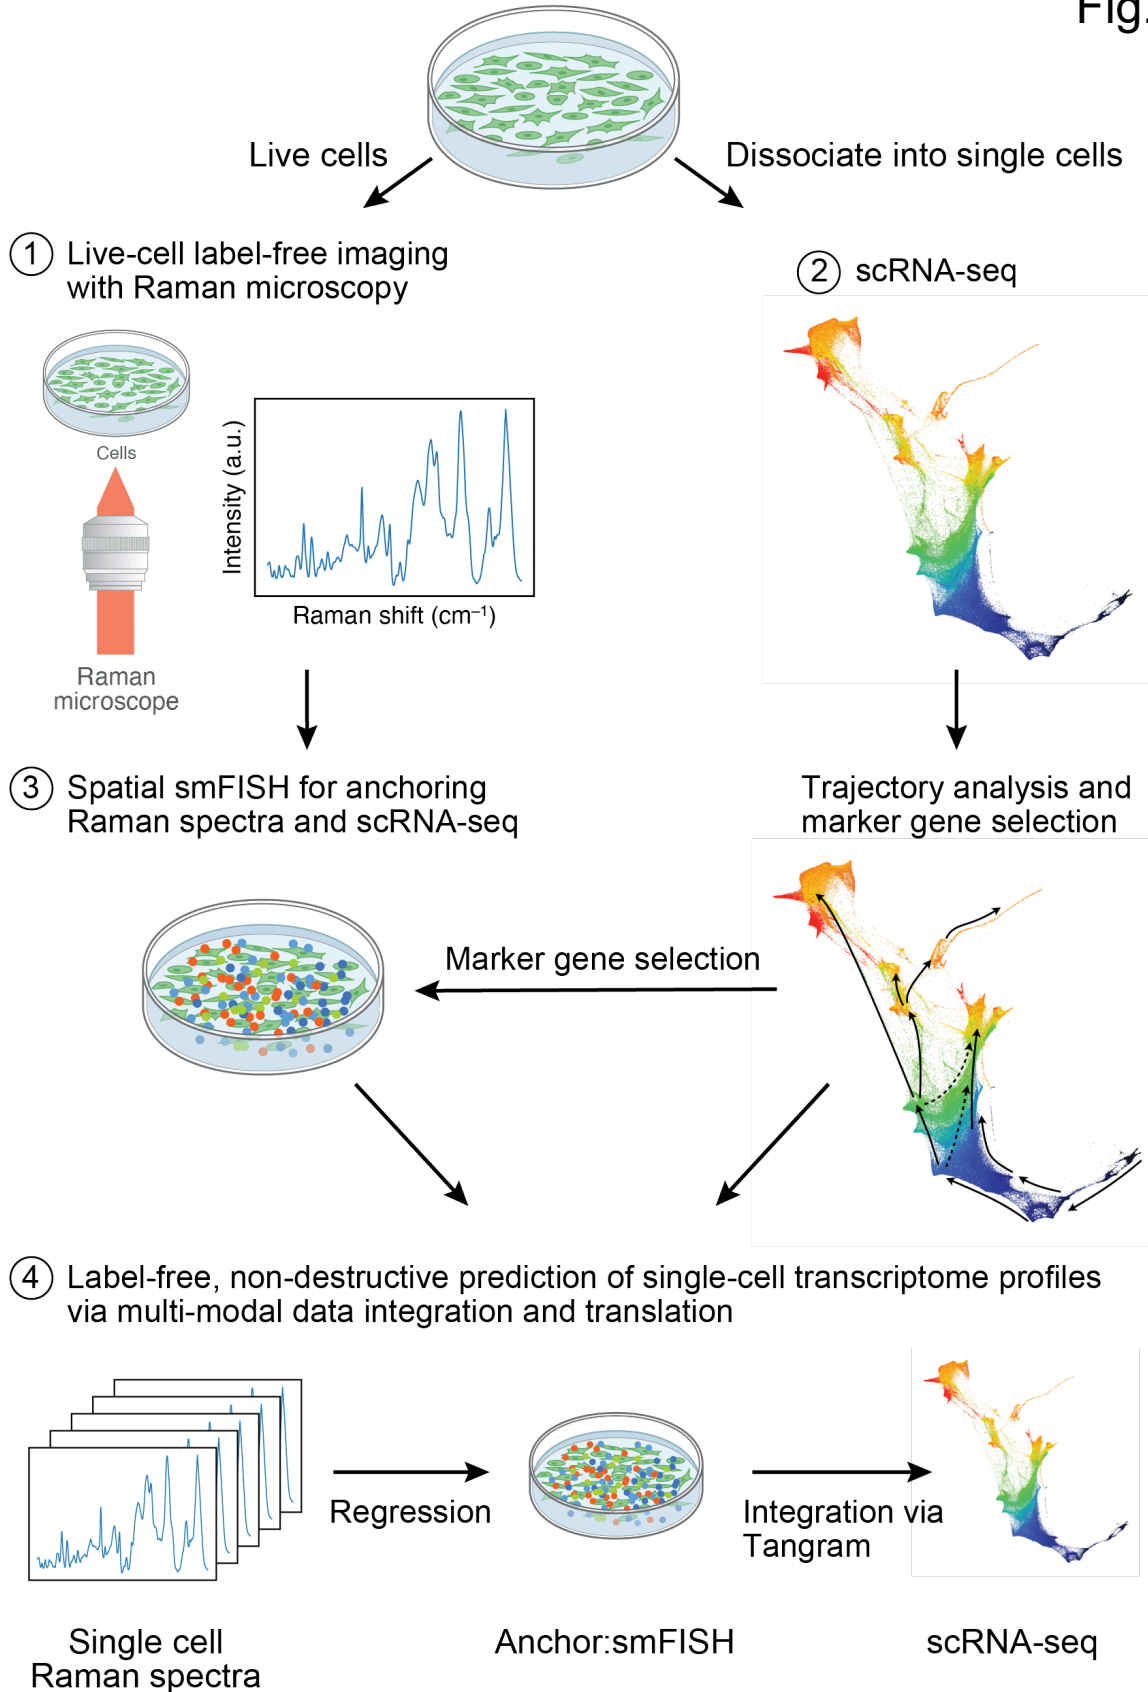 Fig.
Live cells
Dissociate into single cells
1 Live-cell label-free imaging
with Raman microscopy
2 scRNA-seq
Cells
Raman
microscope
Intensity (a.u.)
Raman shift (cm⁻¹)
3 Spatial smFISH for anchoring
Raman spectra and scRNA-seq
Trajectory analysis and
marker gene selection
Marker gene selection
4 Label-free, non-destructive prediction of single-cell transcriptome profiles
via multi-modal data integration and translation
Regression
Integration via
Tangram
Single cell
Raman spectra
Anchor:smFISH
scRNA-seq